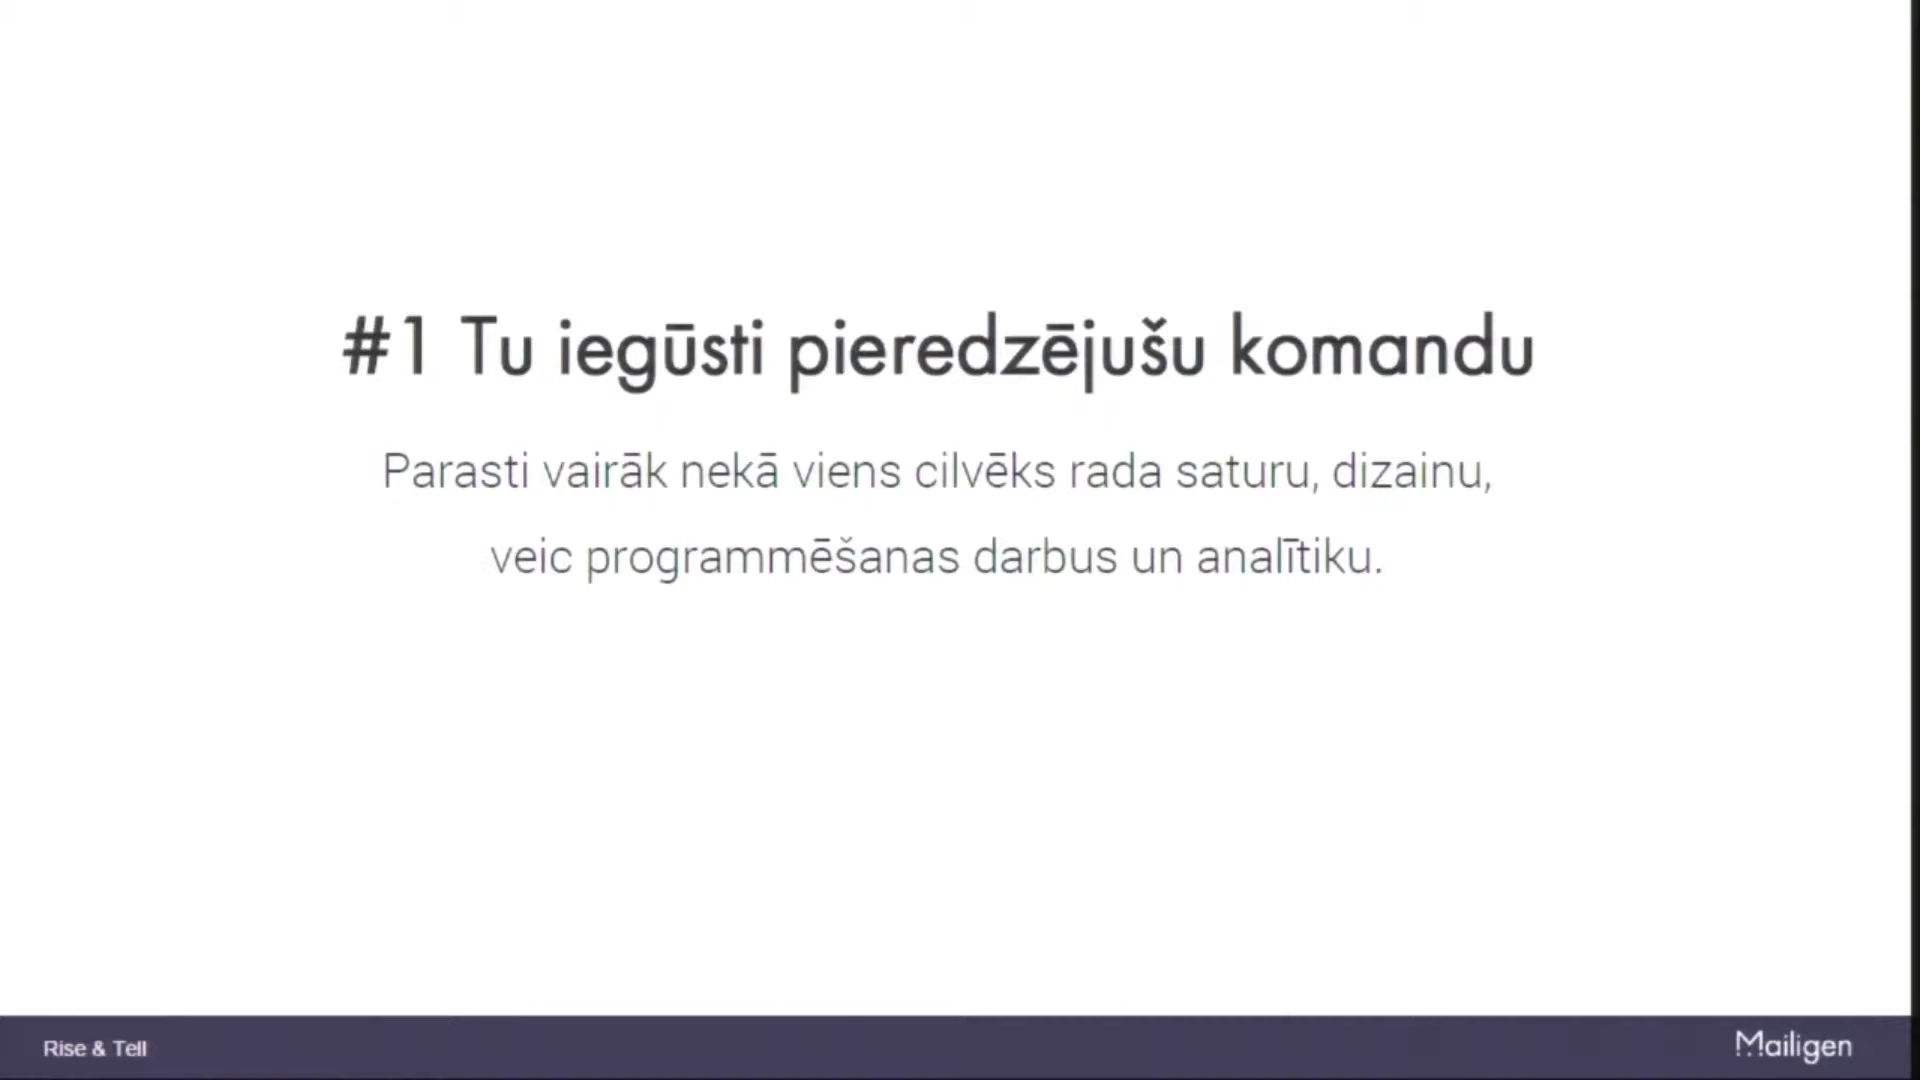 #1 Tu iegūsti pieredzējušu komandu
Parasti vairāk nekā viens cilvēks rada saturu, dizainu,
veic programmēšanas darbus un analītiku.
Rise & Tell
Mailigen